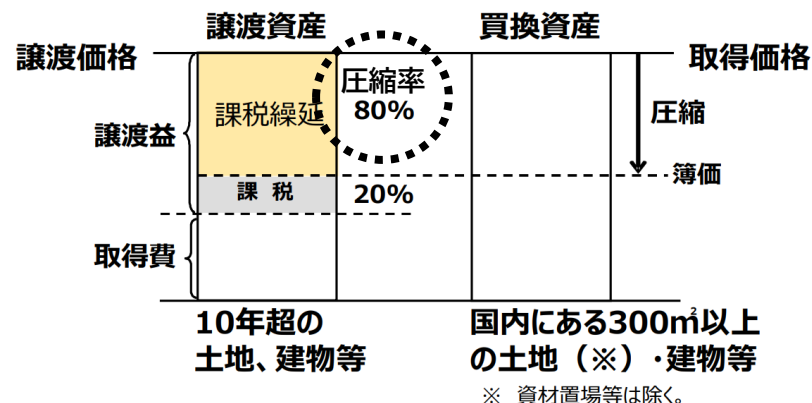 譲渡資産
買換資産
譲渡価格
取得価格
圧縮率
80%
課税繰延
圧縮
譲渡益
簿価
課 税
20%
取得費
10年超の
土地、建物等
国内にある300㎡以上
の土地（※）・建物等
※ 資材置場等は除く。